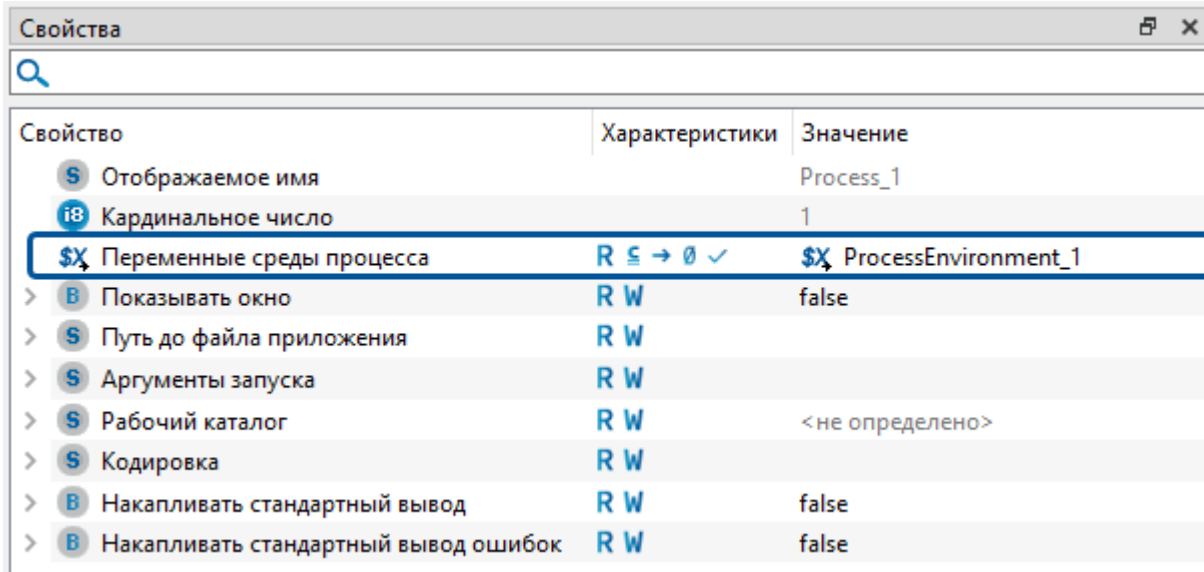 Свойства
Свойство Характеристики Значение
S Отображаемое имя Process_1
i8 Кардинальное число 1
$X Переменные среды процесса R ⊆ → ∅ ✓ $X ProcessEnvironment_1
> B Показывать окно R W false
> S Путь до файла приложения R W
> S Аргументы запуска R W
> S Рабочий каталог R W <не определено>
> S Кодировка R W
> B Накапливать стандартный вывод R W false
> B Накапливать стандартный вывод ошибок R W false